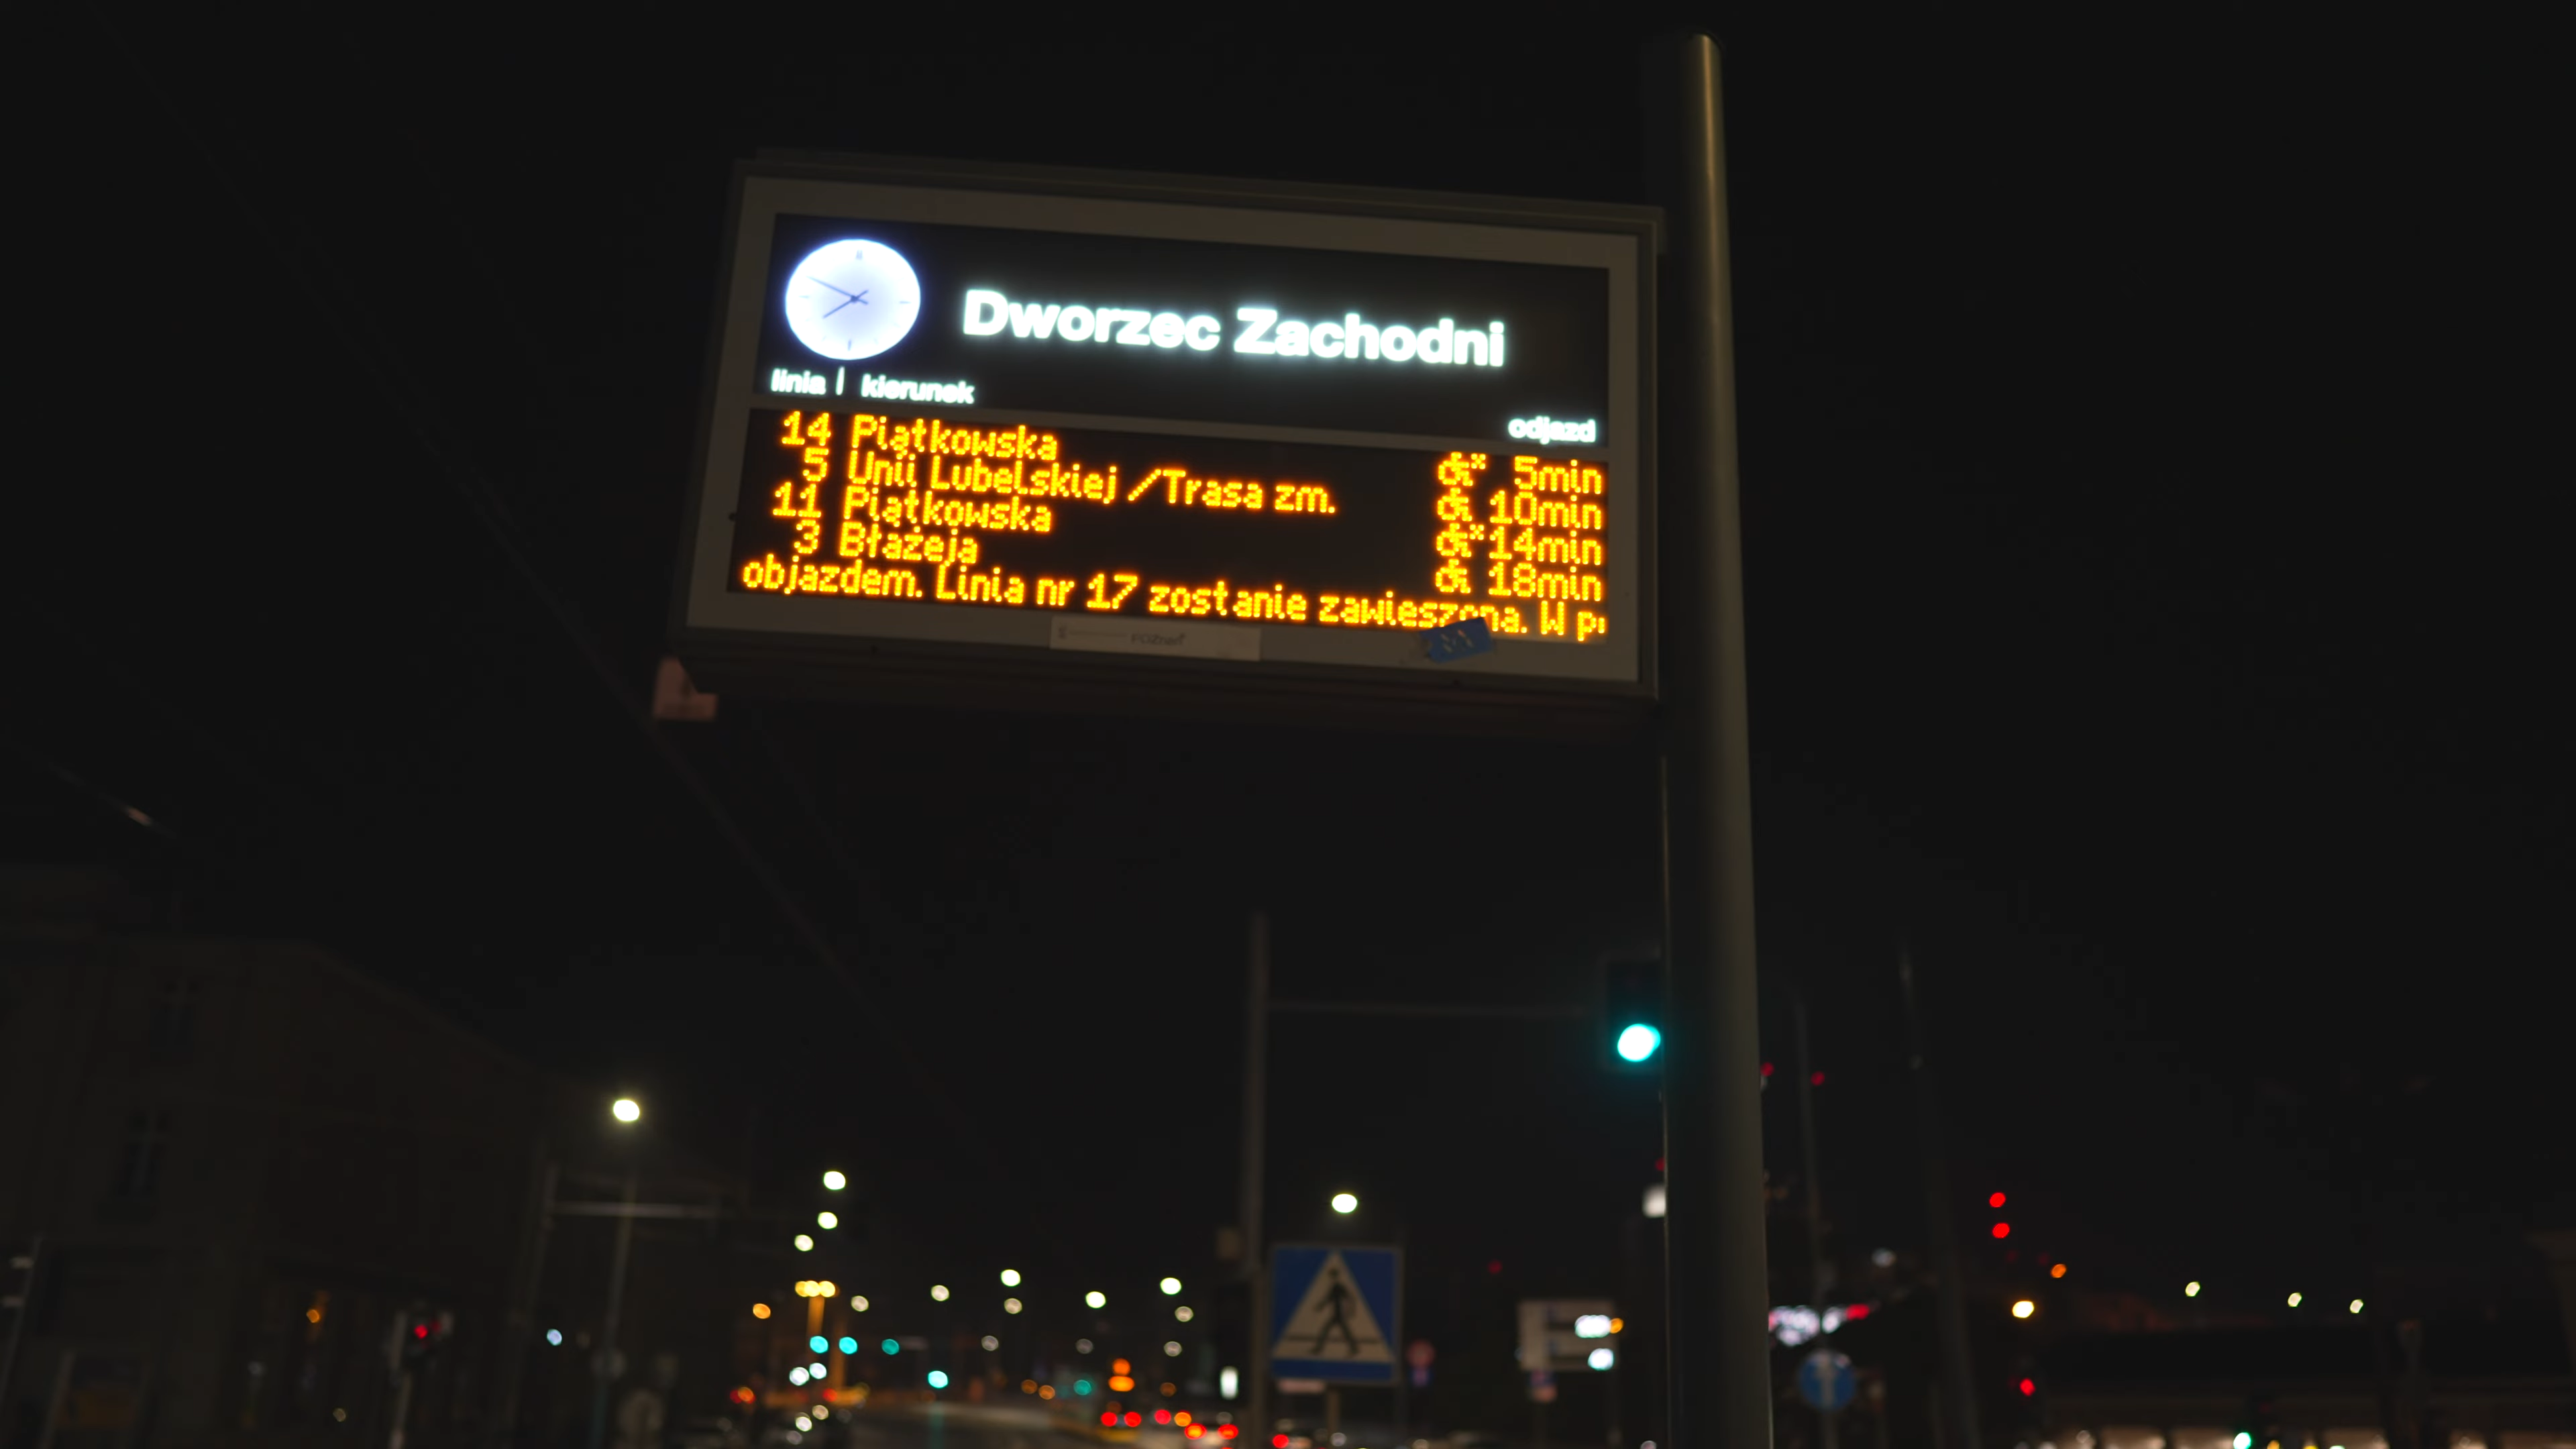 Dworzec Zachodni
linia | kierunek
odjazd
14 Piątkowska 5min
5 Unii Lubelskiej /Trasa zm. 10min
11 Piątkowska 14min
3 Błażeja 18min
objazdem. Linia nr 17 zostanie zawieszona. W
POZnań*